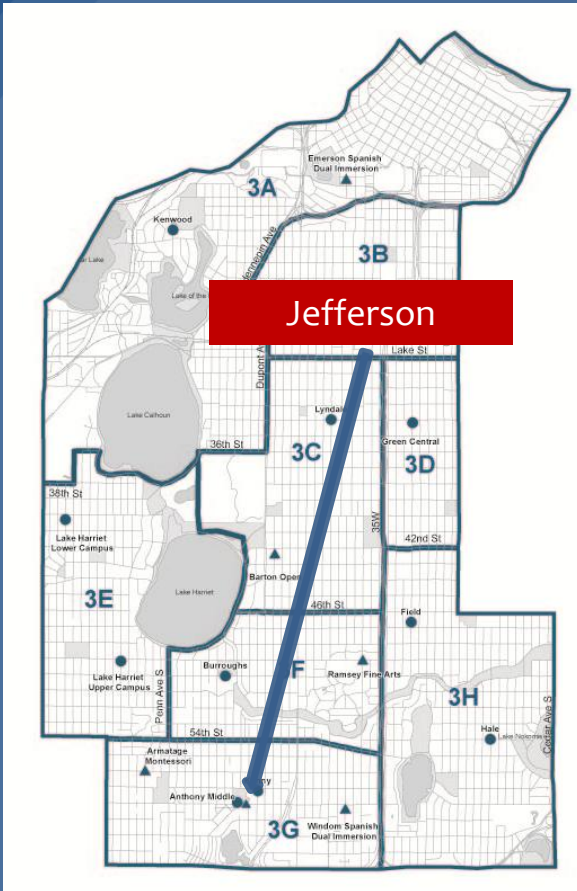 Emerson Spanish
Dual Immersion
3A
Kenwood
Hennepin Ave
3B
Lake of the
Jefferson
Lake St
Dupont A
Lyndal
Lake Calhoun
Green Central
36th St
3C
3D
38th St
35W
Lake Harriet
Lower Campus
42nd St
Barton Open
Lake Harriet
3E
46th St
Field
Lake Harriet
Upper Campus
Burroughs
F
Ramsey Fine Arts
Penn Ave S
3H
54th St
Hale
Cedar Ave S
Armatage
Montessori
Anthony Middle
3G
Windom Spanish
Dual Immersion